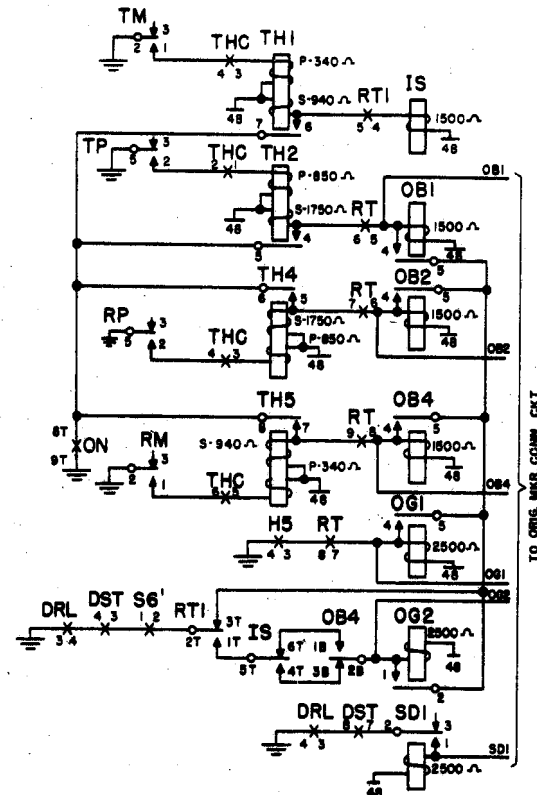 TM
3
2 1
THC
4 3
TH1
P-340Ω
S-940Ω
48
6
7
RT1
5 4
IS
1500Ω
48
TP
3
5
2
THC
2 1
TH2
P-850Ω
S-1750Ω
48
4
5
RT
6 5
OB1
1500Ω
4
48
5
OB1
TH4
6
5
S-1750Ω
P-850Ω
48
RT
7 6
OB2
4
5
1500Ω
48
OB2
RP
3
5
2
THC
4 3
TH5
8
7
S-940Ω
P-340Ω
48
RT
9 8
OB4
4
5
1500Ω
48
OB4
8T
ON
9T
RM
3
2
1
THC
6 5
H5
4 3
RT
8 7
OG1
4
5
2500Ω
48
OG1
OG2
DRL
3 4
DST
4 3
S6'
1 2
RT1
2T
3T
1T
IS
5T
6T 1B
4T 3B
OB4
2B
OG2
2500Ω
48
1
2
DRL
4 3
DST
8 7
SD1
2
3
1
SD1
2500Ω
48
TO ORIG. MKR CONN. CKT.